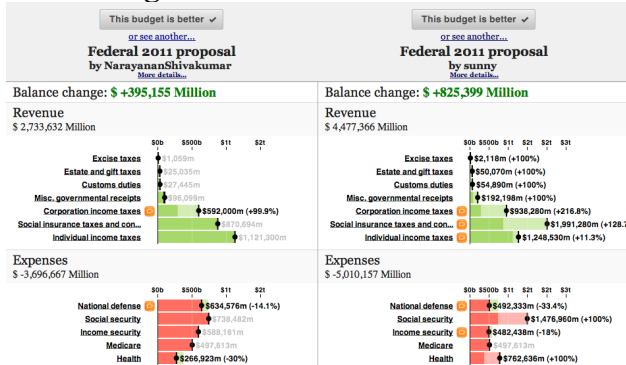 This budget is better ✔
or see another...
Federal 2011 proposal
by NarayananShivakumar
More details...
Balance change: $ +395,155 Million
Revenue
$ 2,733,632 Million
$0b $500b $1t $2t
Excise taxes $1,059m
Estate and gift taxes $25,035m
Customs duties $27,445m
Misc. governmental receipts $96,099m
Corporation income taxes $592,000m (+99.9%)
Social insurance taxes and con... $870,694m
Individual income taxes $1,121,300m
Expenses
$ -3,696,667 Million
$0b $500b $1t $2t
National defense $634,576m (-14.1%)
Social security $738,482m
Income security $588,161m
Medicare $497,613m
Health $266,923m (-30%)
This budget is better ✔
or see another...
Federal 2011 proposal
by sunny
More details...
Balance change: $ +825,399 Million
Revenue
$ 4,477,366 Million
$0b $500b $1t $2t $2t $3t
Excise taxes $2,118m (+100%)
Estate and gift taxes $50,070m (+100%)
Customs duties $54,890m (+100%)
Misc. governmental receipts $192,198m (+100%)
Corporation income taxes $938,280m (+216.8%)
Social insurance taxes and con... $1,991,280m (+128.7
Individual income taxes $1,248,530m (+11.3%)
Expenses
$ -5,010,157 Million
$0b $500b $1t $2t $2t $3t
National defense $492,333m (-33.4%)
Social security $1,476,960m (+100%)
Income security $482,438m (-18%)
Medicare $497,613m
Health $762,636m (+100%)